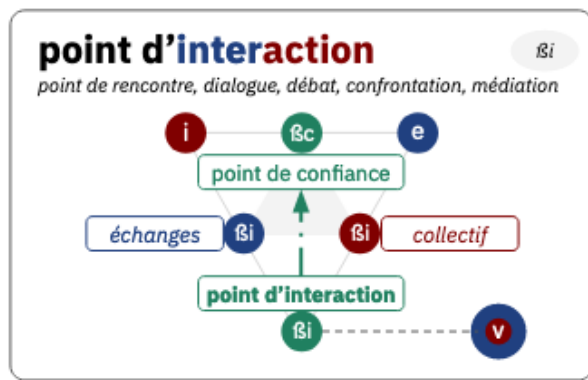 point d'interaction
ßi
point de rencontre, dialogue, débat, confrontation, médiation
i
ßc
e
point de confiance
échanges
ßi
ßi
collectif
point d'interaction
ßi
v